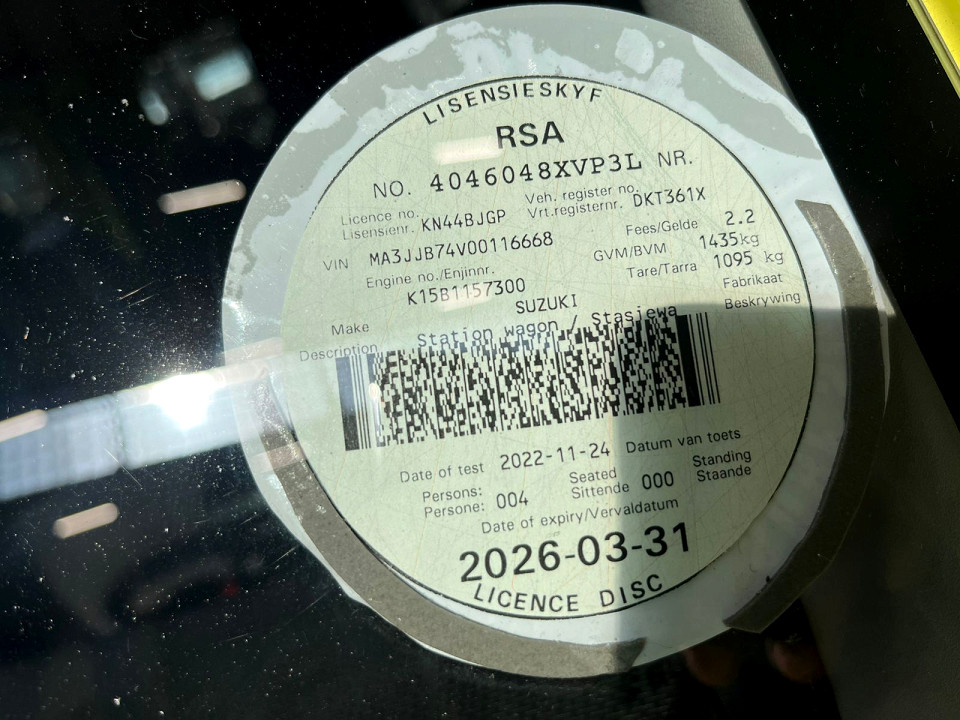 LISENSIESKYF
RSA
NO. 4046048XVP3L NR.
Licence no. Lisensienr. KN44BJGP Veh. register no. Vrt.registernr. DKT361X
VIN MA3JJB74V00116668 Fees/Gelde 2.2
Engine no./Enjinnr. GVM/BVM 1435kg
K15B1157300 Tare/Tarra 1095 kg
Make SUZUKI Fabrikaat
Description Station wagon / Stasiewa Beskrywing
Date of test 2022-11-24 Datum van toets
Persons: Persone: 004 Seated Sittende 000 Standing Staande
Date of expiry/Vervaldatum
2026-03-31
LICENCE DISC